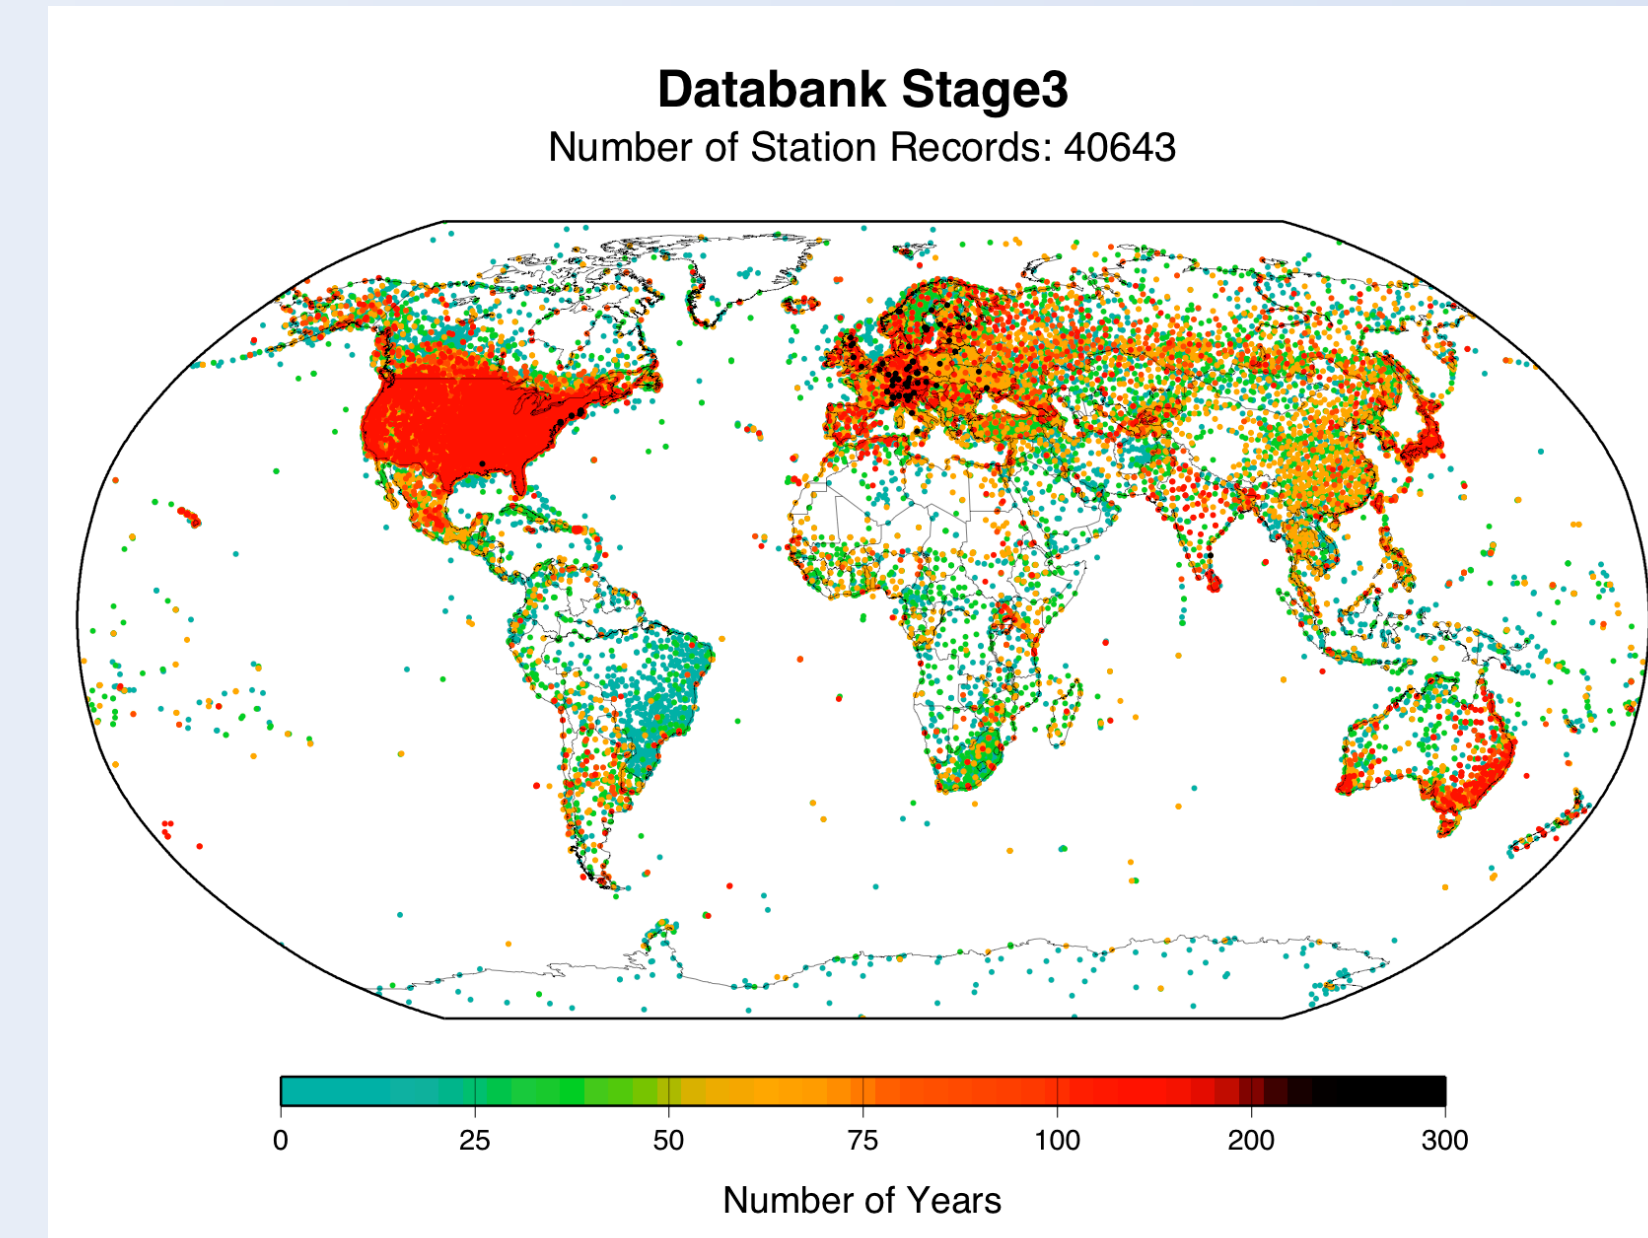 Databank Stage3
Number of Station Records: 40643
0 25 50 75 100 200 300
Number of Years